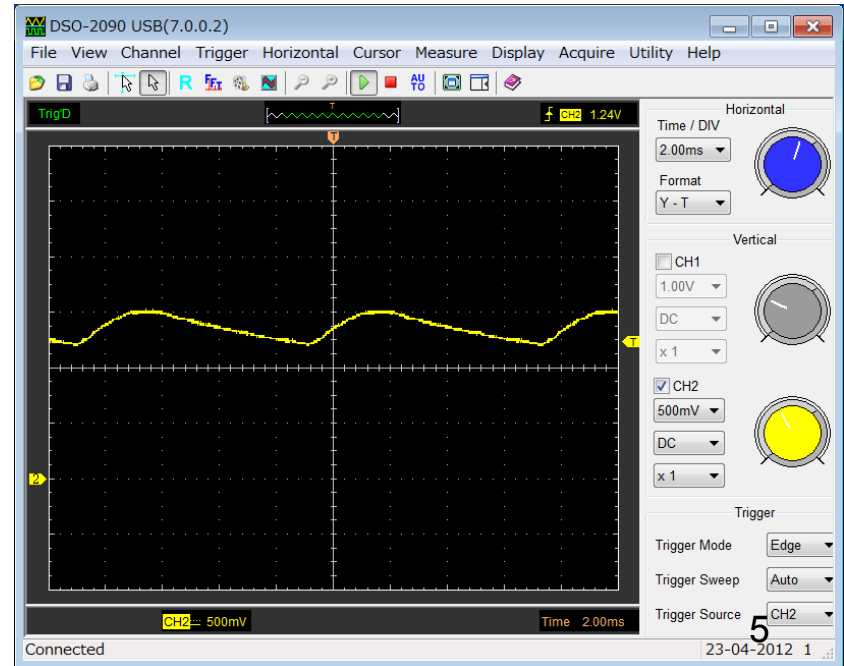 DSO-2090 USB(7.0.0.2)
File View Channel Trigger Horizontal Cursor Measure Display Acquire Utility Help
R FFT AUTO
Trig'D T CH2 1.24V
T
T
2
CH2 500mV Time 2.00ms
Horizontal
Time / DIV
2.00ms
Format
Y - T
Vertical
CH1
1.00V
DC
x 1
CH2
500mV
DC
x 1
Trigger
Trigger Mode Edge
Trigger Sweep Auto
Trigger Source CH2
5
Connected 23-04-2012 1